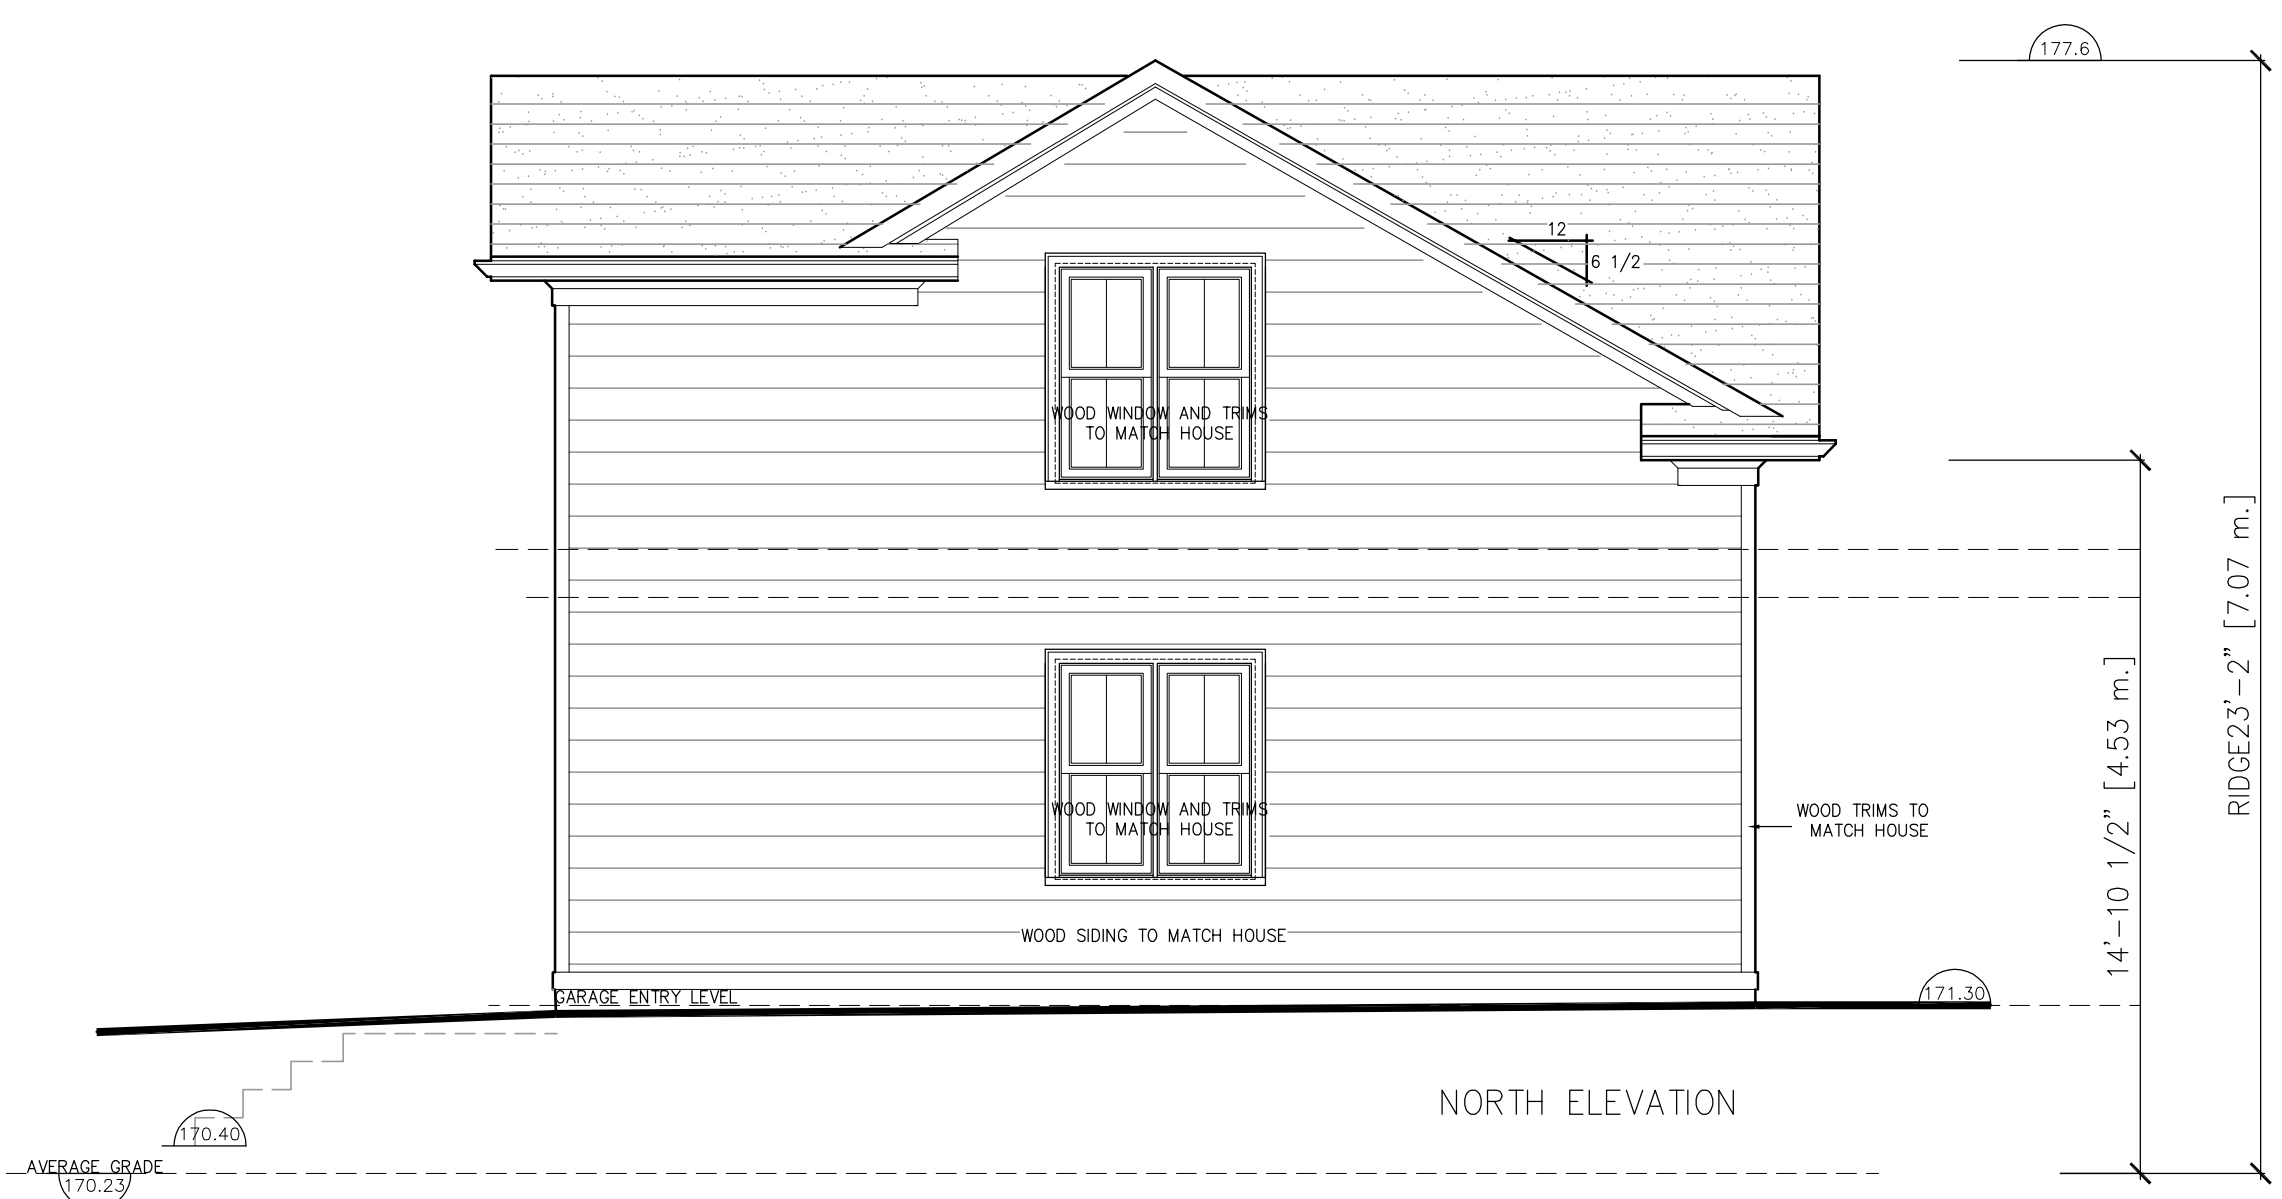 177.6
12
6 1/2
WOOD WINDOW AND TRIMS
TO MATCH HOUSE
RIDGE23'-2" [7.07 m.]
14'-10 1/2" [4.53 m.]
WOOD WINDOW AND TRIMS
TO MATCH HOUSE
WOOD TRIMS TO
MATCH HOUSE
WOOD SIDING TO MATCH HOUSE
GARAGE ENTRY LEVEL
171.30
NORTH ELEVATION
170.40
AVERAGE GRADE
170.23